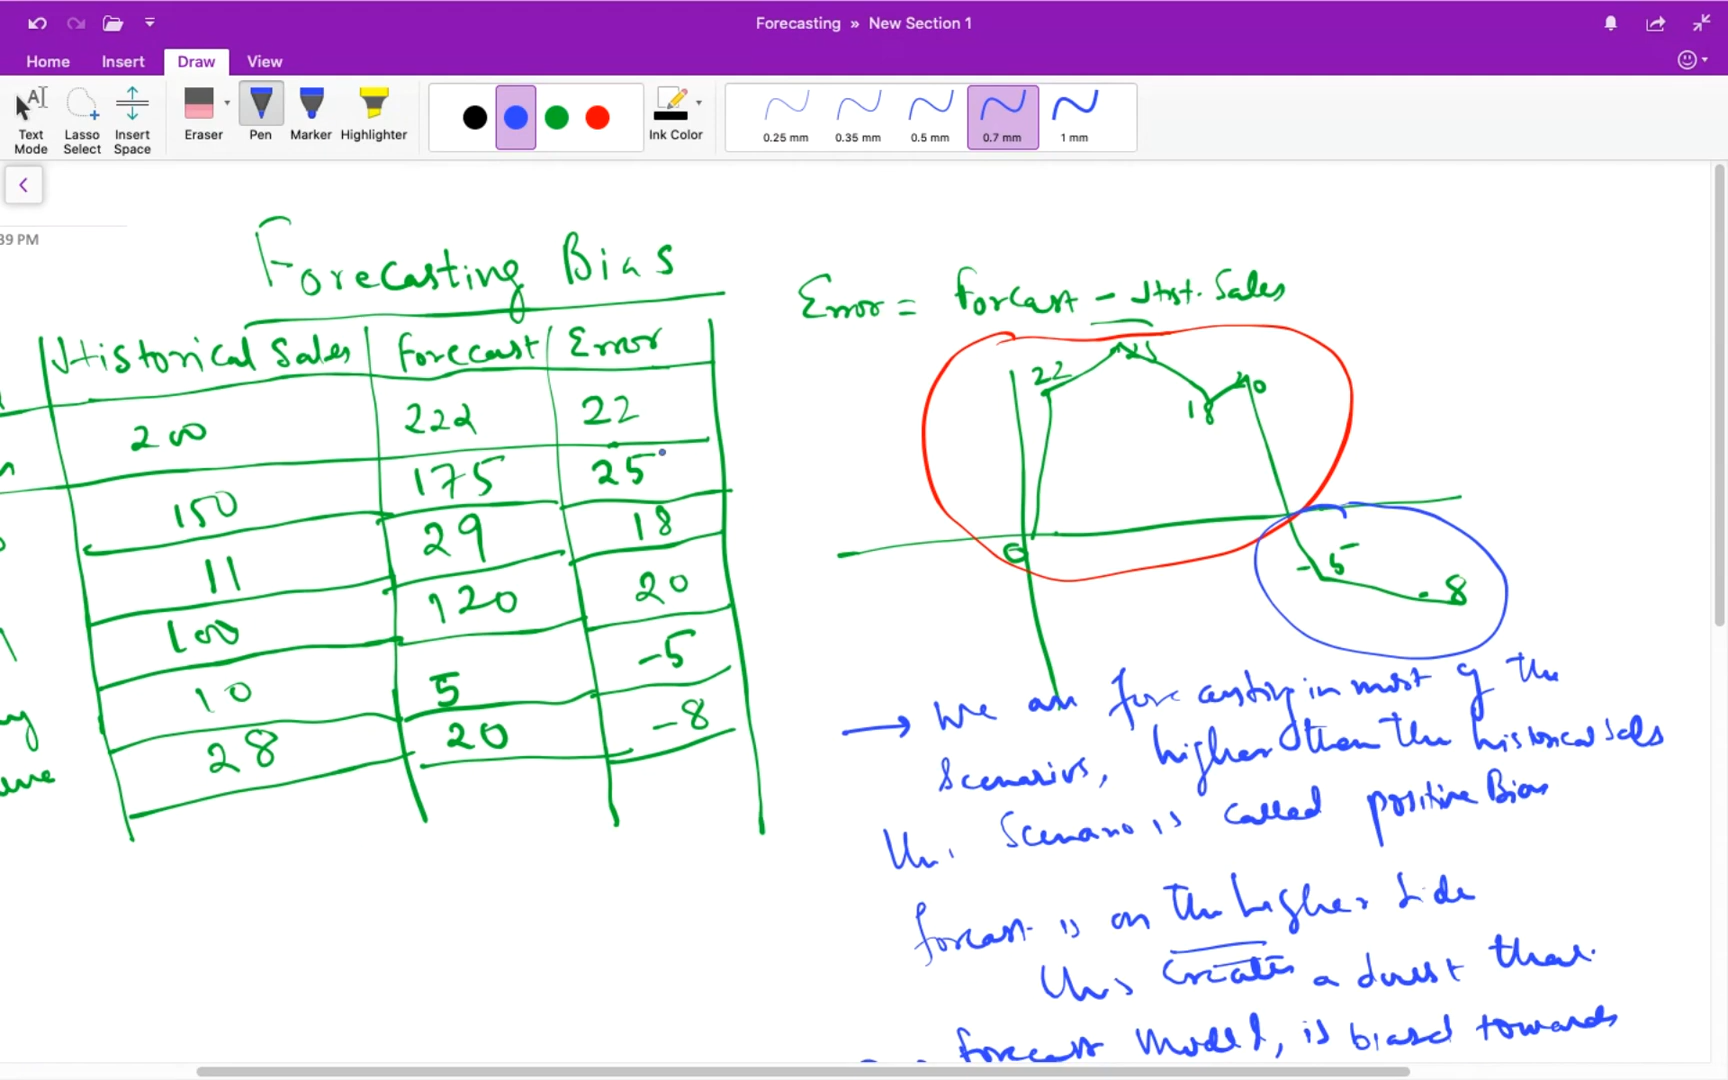 Forecasting » New Section 1
Home Insert Draw View
Text Mode
Lasso Select
Insert Space
Eraser
Pen
Marker
Highlighter
Ink Color
0.25 mm
0.35 mm
0.5 mm
0.7 mm
1 mm
39 PM
Forecasting Bias
Historical Sales Forecast Error
200 222 22
150 175 25
11 29 18
100 120 20
10 5 -5
28 20 -8
Error = Forcast - Hist. Sales
22 25
18 20
0
-5
-8
→ We are forecasting in most of the
Scenarios, higher then the historical Sales
This Scenario is called positive Bias
forcast is on the higher side
this creates a doubt that
forecast model, is biased towards